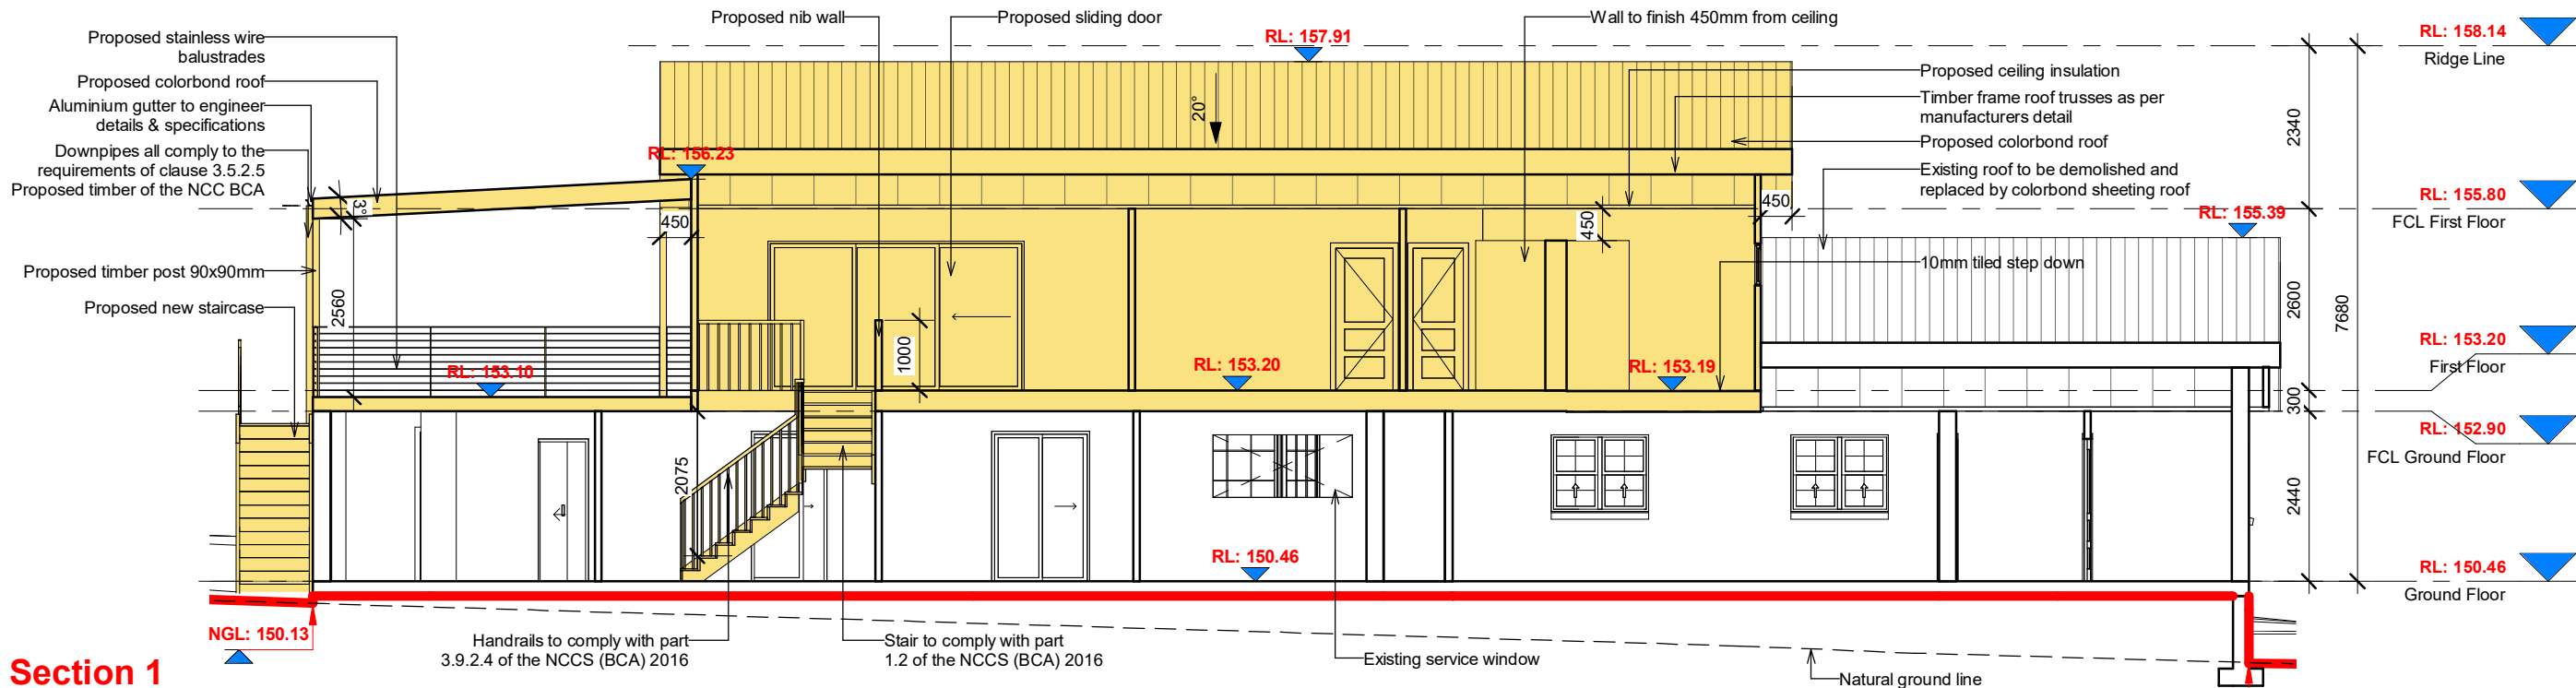 Proposed nib wall
Proposed sliding door
Wall to finish 450mm from ceiling
Proposed stainless wire
balustrades
Proposed colorbond roof
Aluminium gutter to engineer
details & specifications
Downpipes all comply to the
requirements of clause 3.5.2.5
Proposed timber of the NCC BCA
Proposed timber post 90x90mm
Proposed new staircase
RL: 157.91
20°
RL: 156.23
3°
450
2560
1000
RL: 153.10
RL: 153.20
RL: 153.19
450
450
2075
RL: 150.46
Proposed ceiling insulation
Timber frame roof trusses as per
manufacturers detail
Proposed colorbond roof
Existing roof to be demolished and
replaced by colorbond sheeting roof
RL: 155.39
10mm tiled step down
2340
2600
300
2440
7680
RL: 158.14
Ridge Line
RL: 155.80
FCL First Floor
RL: 153.20
First Floor
RL: 152.90
FCL Ground Floor
RL: 150.46
Ground Floor
NGL: 150.13
Handrails to comply with part
3.9.2.4 of the NCCS (BCA) 2016
Stair to comply with part
1.2 of the NCCS (BCA) 2016
Existing service window
Natural ground line
Section 1